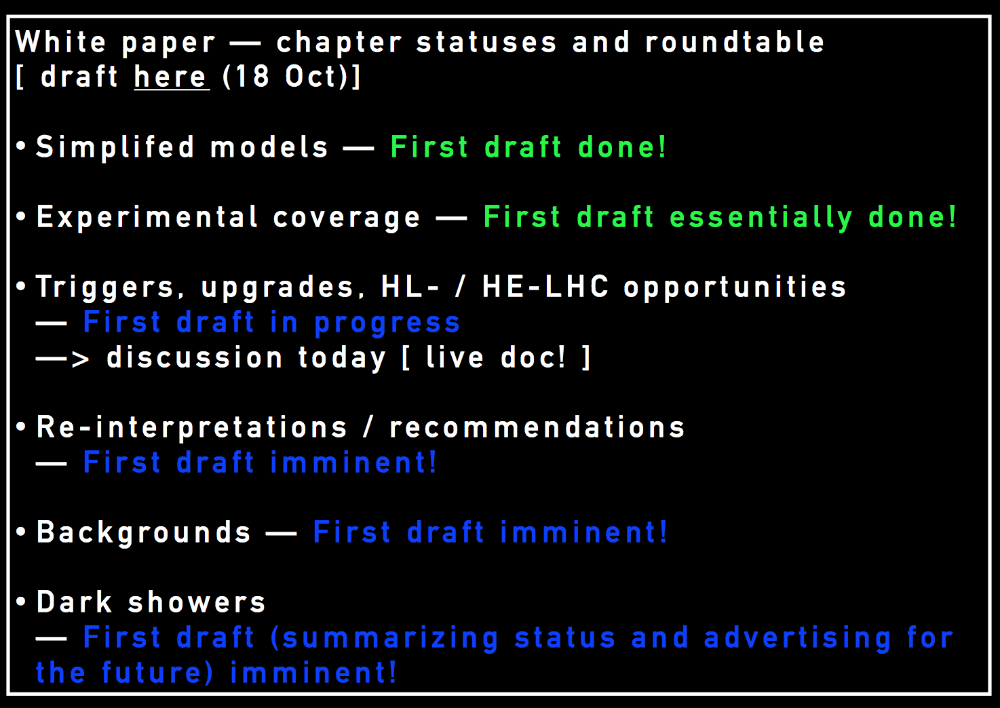 White paper — chapter statuses and roundtable
[ draft here (18 Oct)]
• Simplifed models — First draft done!
• Experimental coverage — First draft essentially done!
• Triggers, upgrades, HL- / HE-LHC opportunities
— First draft in progress
—> discussion today [ live doc! ]
• Re-interpretations / recommendations
— First draft imminent!
• Backgrounds — First draft imminent!
• Dark showers
— First draft (summarizing status and advertising for
the future) imminent!